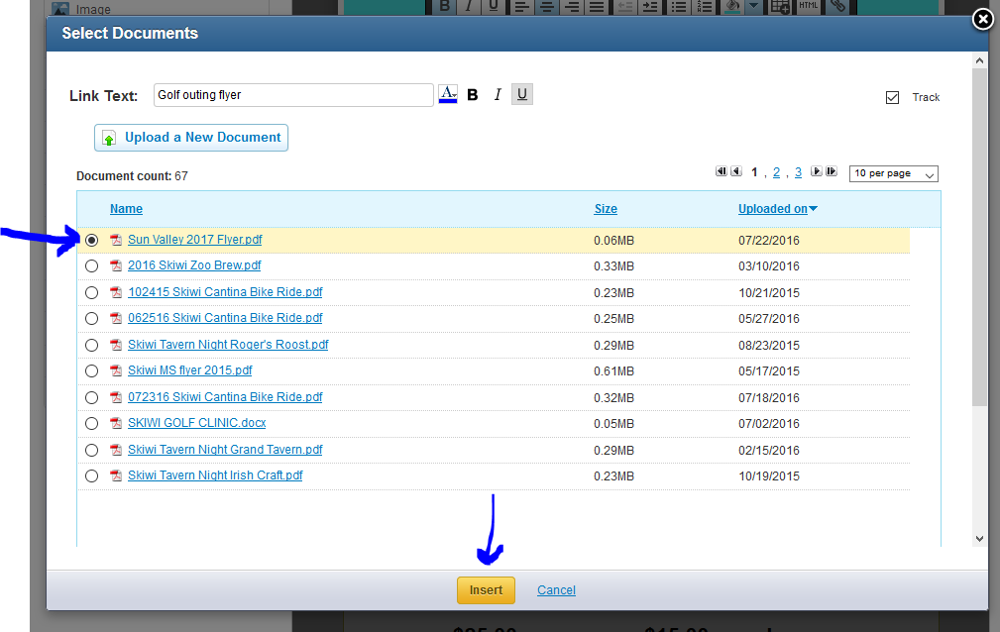 Image
B I U HTML
Select Documents
Link Text: Golf outing flyer A B I U Track
Upload a New Document
Document count: 67 1 , 2 , 3 10 per page
Name Size Uploaded on
Sun Valley 2017 Flyer.pdf 0.06MB 07/22/2016
2016 Skiwi Zoo Brew.pdf 0.33MB 03/10/2016
102415 Skiwi Cantina Bike Ride.pdf 0.23MB 10/21/2015
062516 Skiwi Cantina Bike Ride.pdf 0.25MB 05/27/2016
Skiwi Tavern Night Roger's Roost.pdf 0.29MB 08/23/2015
Skiwi MS flyer 2015.pdf 0.61MB 05/17/2015
072316 Skiwi Cantina Bike Ride.pdf 0.32MB 07/18/2016
SKIWI GOLF CLINIC.docx 0.05MB 07/02/2016
Skiwi Tavern Night Grand Tavern.pdf 0.29MB 02/15/2016
Skiwi Tavern Night Irish Craft.pdf 0.23MB 10/19/2015
Insert Cancel